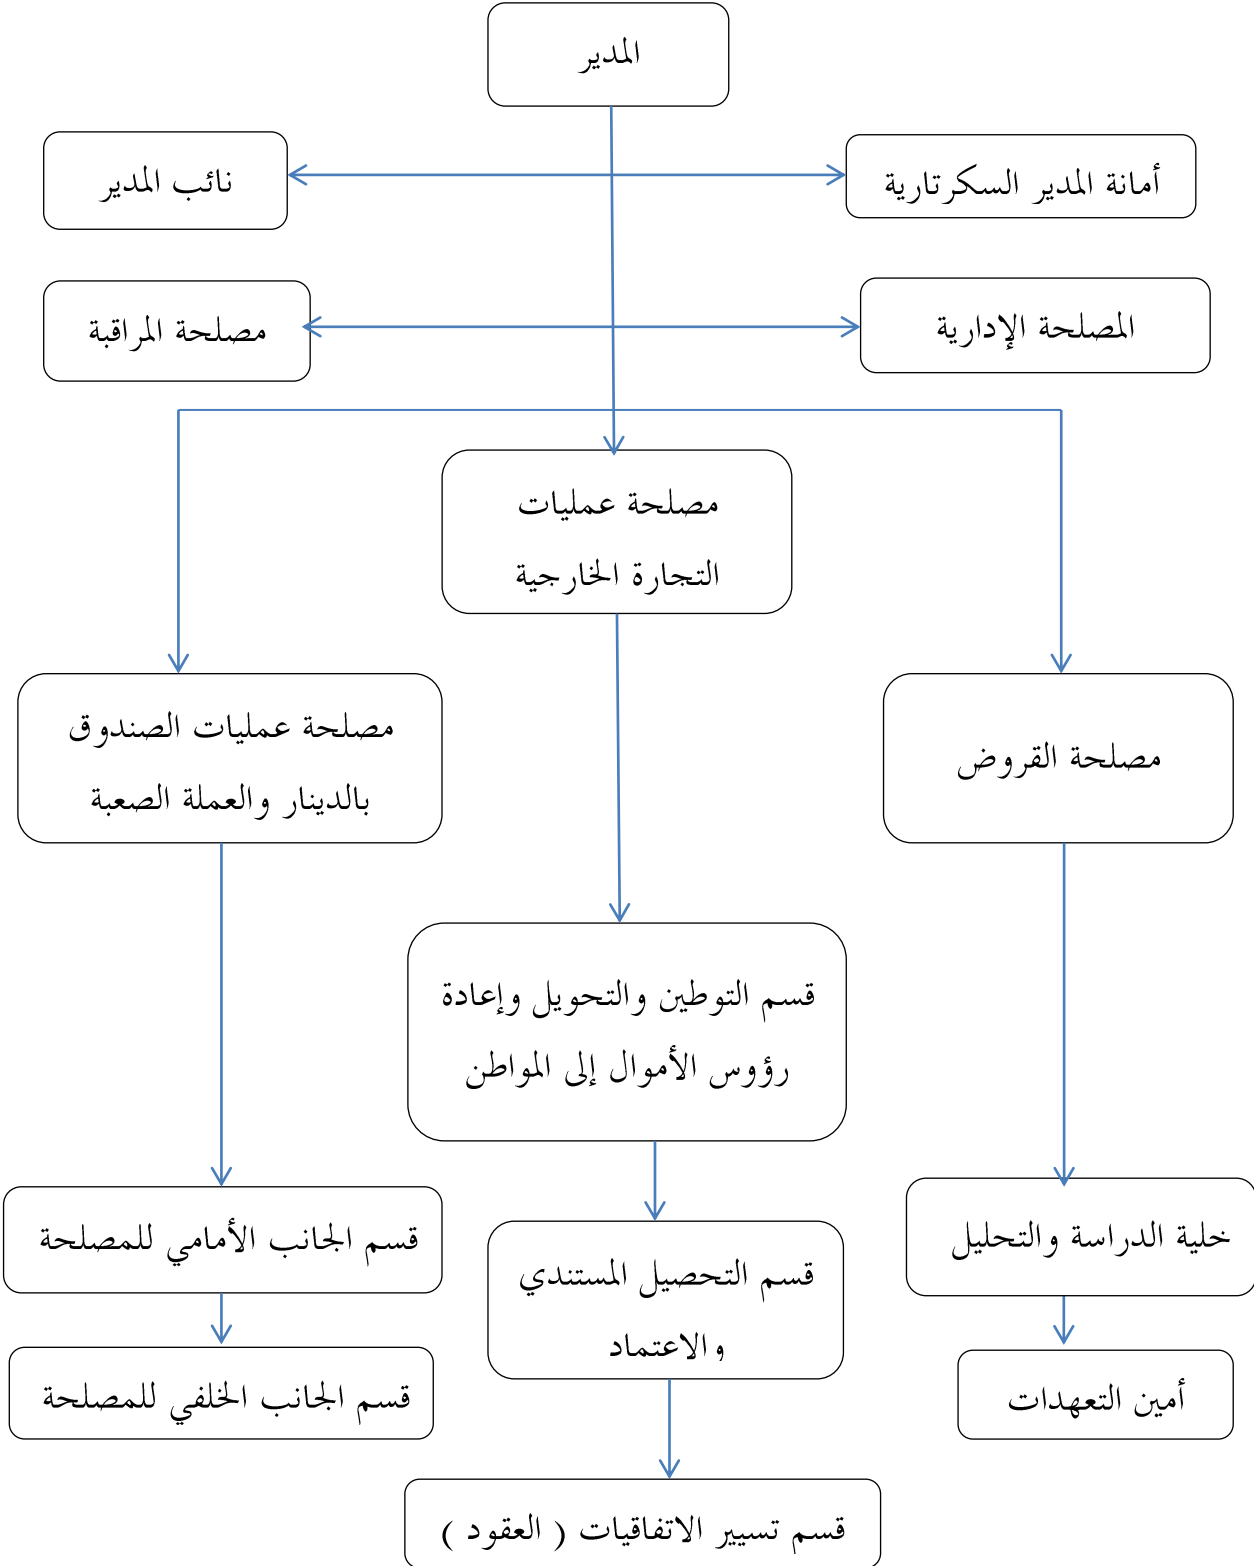 المدير
أمانة المدير السكرتارية
نائب المدير
المصلحة الإدارية
مصلحة المراقبة
مصلحة عمليات
التجارة الخارجية
مصلحة القروض
مصلحة عمليات الصندوق
بالدينار والعملة الصعبة
قسم التوطين والتحويل وإعادة
رؤوس الأموال إلى المواطن
خلية الدراسة والتحليل
قسم التحصيل المستندي
والاعتماد
قسم الجانب الأمامي للمصلحة
أمين التعهدات
قسم الجانب الخلفي للمصلحة
قسم تسيير الاتفاقيات ( العقود )